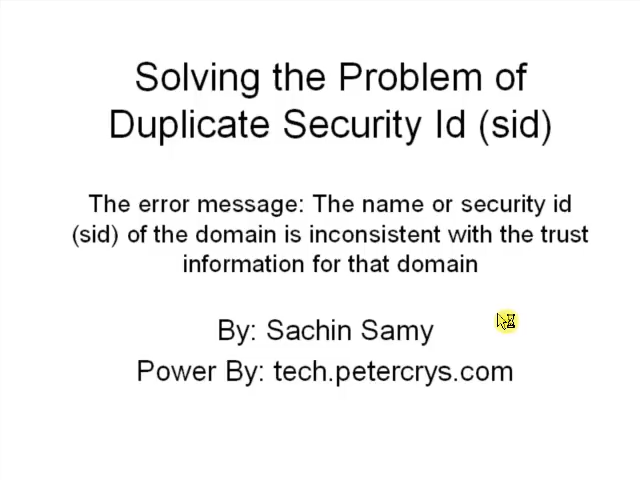 Solving the Problem of
Duplicate Security Id (sid)
The error message: The name or security id
(sid) of the domain is inconsistent with the trust
information for that domain
By: Sachin Samy
Power By: tech.petercrys.com